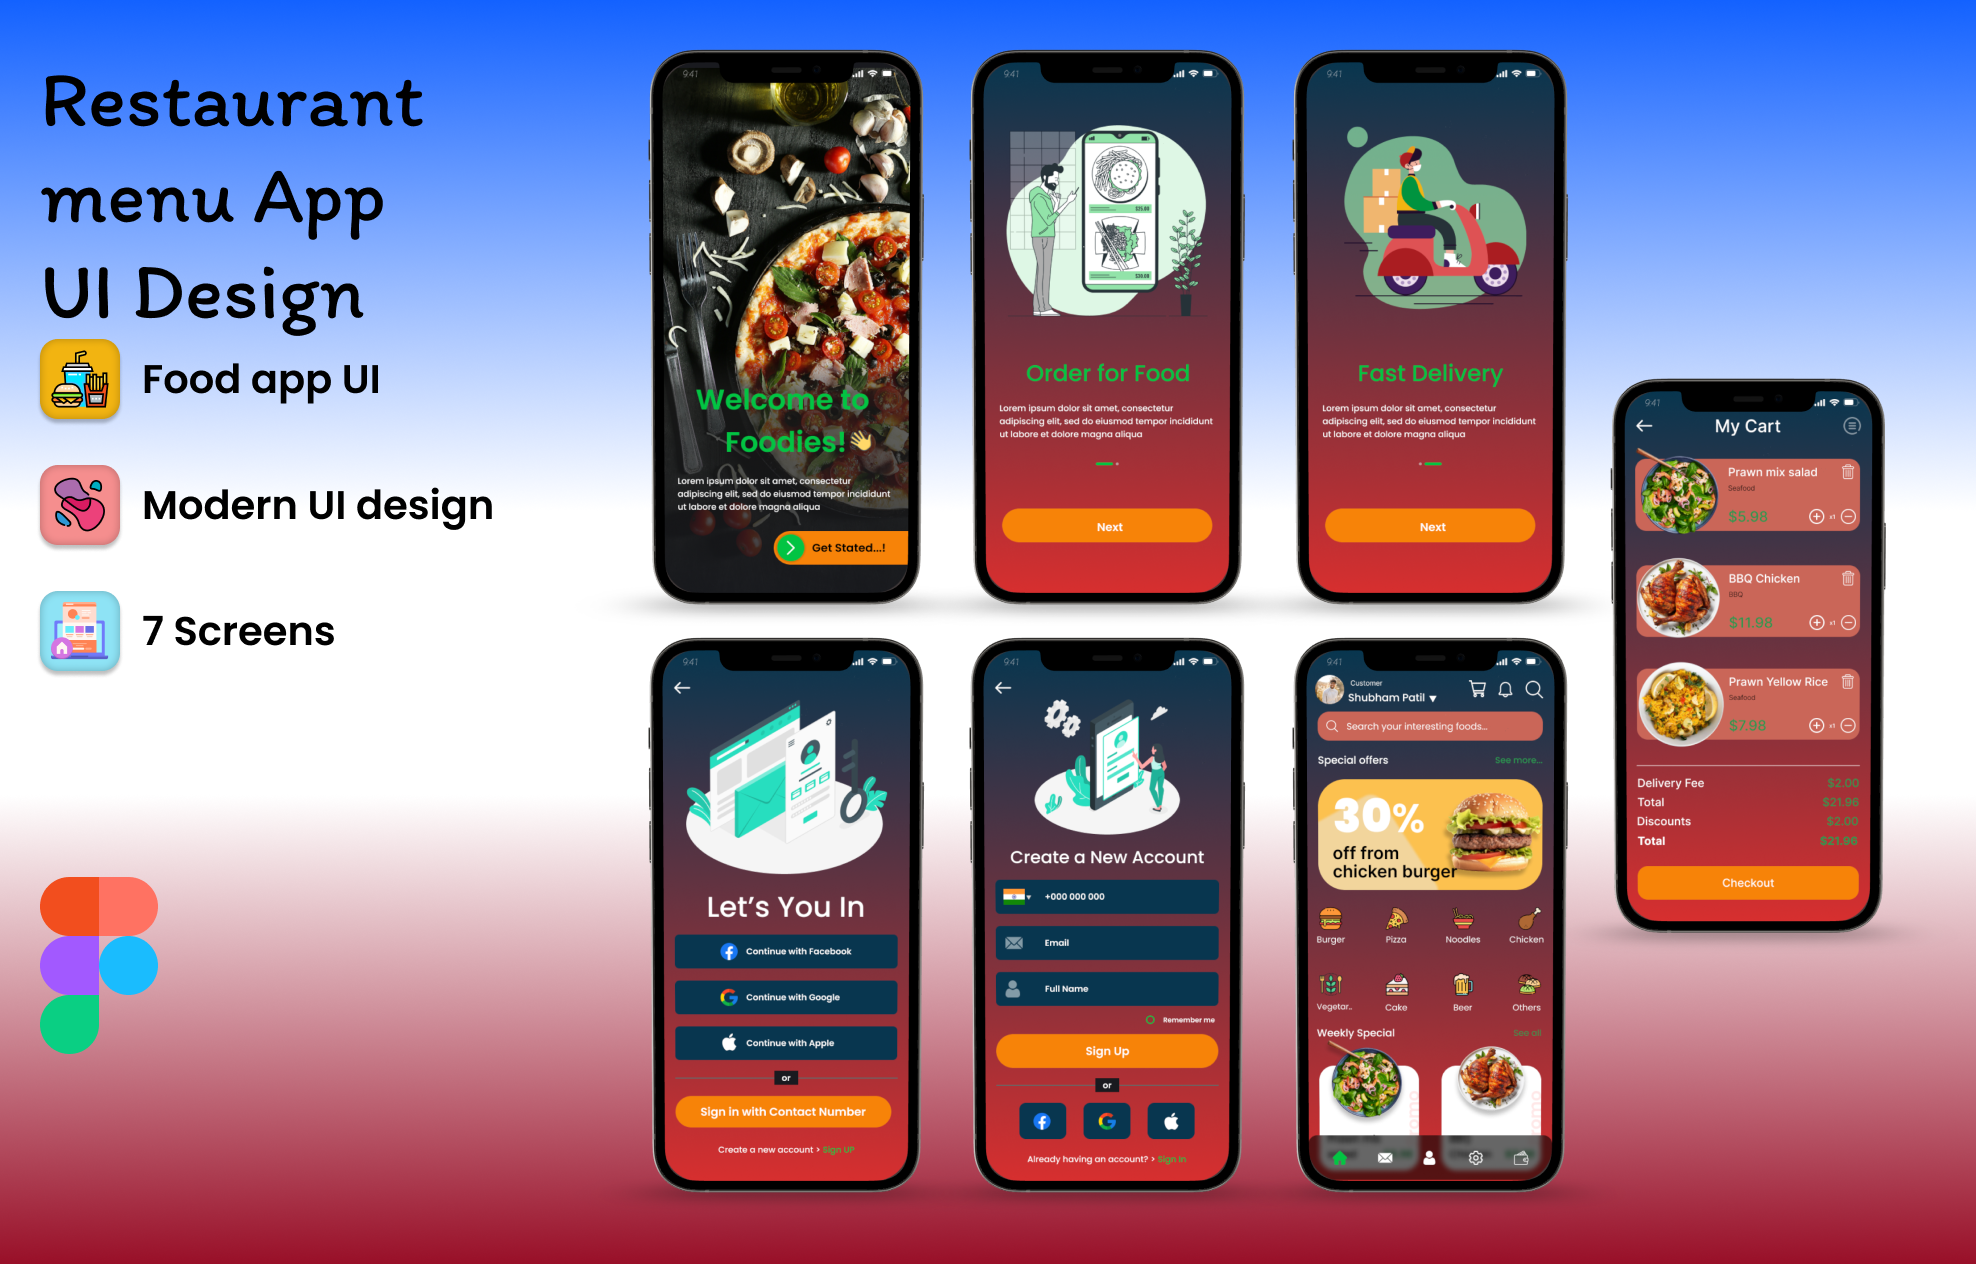 Restaurant
menu App
UI Design
Food app UI
Modern UI design
7 Screens
9:41
Welcome to
Foodies!👋
Lorem ipsum dolor sit amet, consectetur
adipiscing elit, sed do eiusmod tempor incididunt
ut labore et dolore magna aliqua
Get Stated...!
9:41
$25.00
$30.00
Order for Food
Lorem ipsum dolor sit amet, consectetur
adipiscing elit, sed do eiusmod tempor incididunt
ut labore et dolore magna aliqua
Next
9:41
Fast Delivery
Lorem ipsum dolor sit amet, consectetur
adipiscing elit, sed do eiusmod tempor incididunt
ut labore et dolore magna aliqua
Next
9:41
Let's You In
Continue with Facebook
Continue with Google
Continue with Apple
or
Sign in with Contact Number
Create a new account > Sign UP
9:41
Create a New Account
+000 000 000
Email
Full Name
Remember me
Sign Up
or
Already having an account? > Sign In
9:41
Customer
Shubham Patil ▼
Search your interesting foods...
Special offers See more...
30%
off from
chicken burger
Burger Pizza Noodles Chicken
Vegetar.. Cake Beer Others
Weekly Special See all
9:41
My Cart
Prawn mix salad
Seafood
$5.98 x1
BBQ Chicken
BBQ
$11.98 x1
Prawn Yellow Rice
Seafood
$7.98 x1
Delivery Fee $2.00
Total $21.96
Discounts $2.00
Total $21.96
Checkout